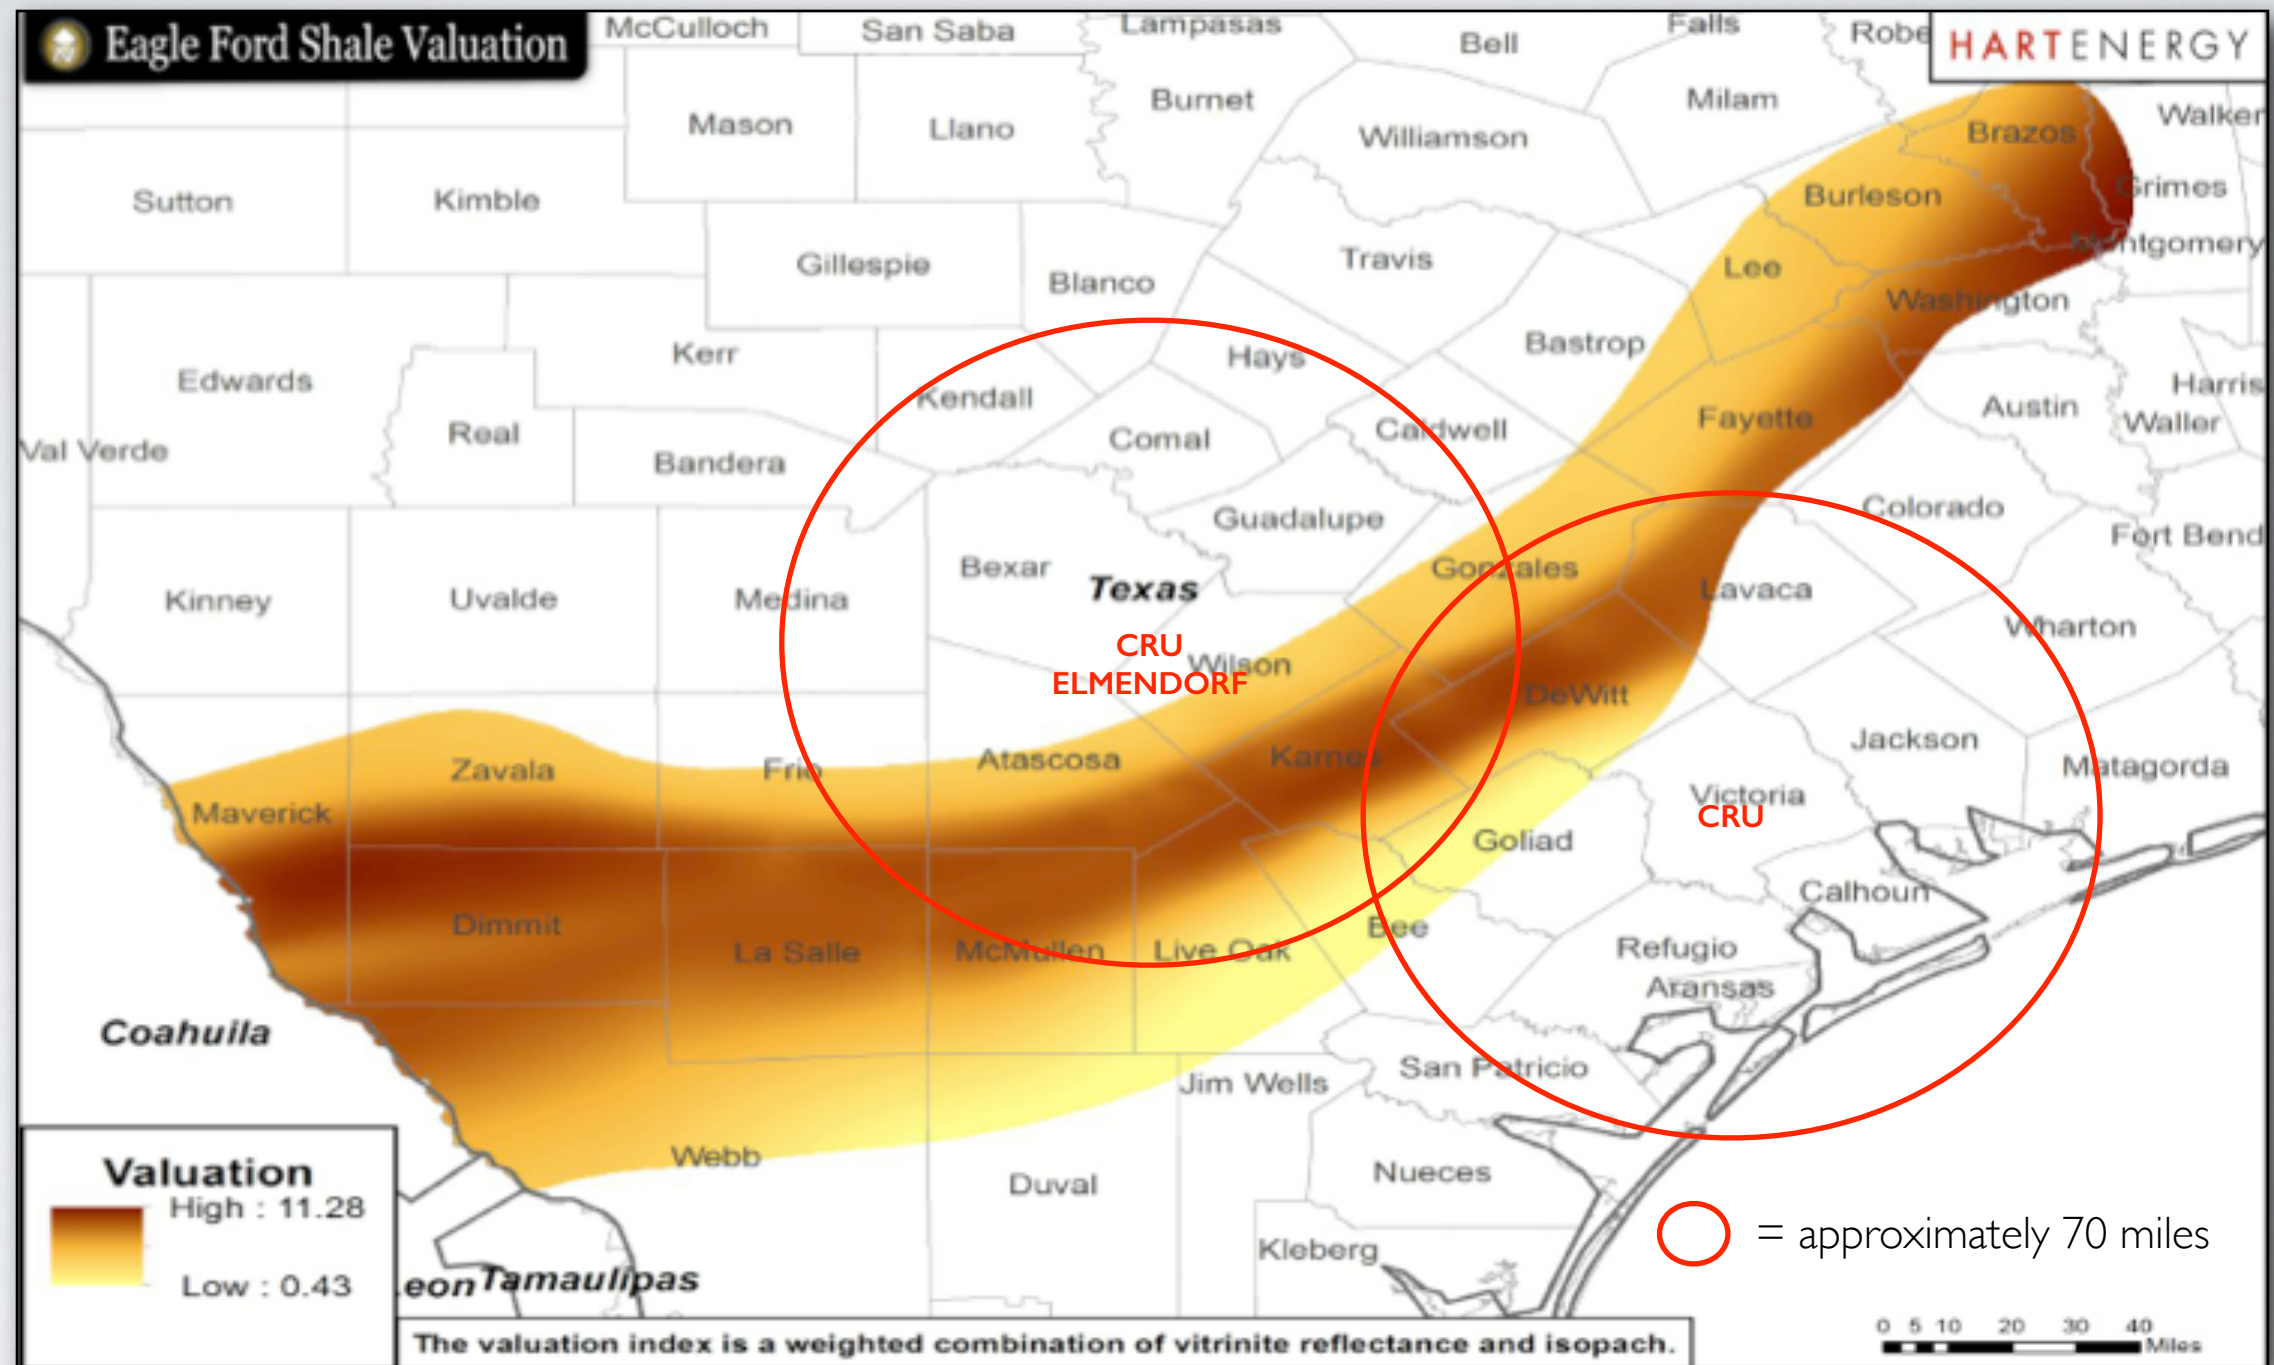 Eagle Ford Shale Valuation
HARTENERGY
McCulloch
San Saba
Lampasas
Bell
Falls
Robe
Mason
Llano
Burnet
Williamson
Milam
Brazos
Walker
Sutton
Kimble
Burleson
Grimes
Gillespie
Blanco
Travis
Lee
Montgomery
Washington
Edwards
Kerr
Kendall
Hays
Bastrop
Austin
Harris
Waller
Val Verde
Real
Bandera
Comal
Caldwell
Fayette
Colorado
Fort Bend
Kinney
Uvalde
Medina
Bexar
Texas
Guadalupe
Gonzales
Lavaca
Wharton
CRU
ELMENDORF
Wilson
DeWitt
Maverick
Zavala
Frio
Atascosa
Karnes
Jackson
Matagorda
Victoria
CRU
Goliad
Calhoun
Dimmit
La Salle
McMullen
Live Oak
Bee
Refugio
Aransas
Coahuila
San Patricio
Jim Wells
Webb
Duval
Nueces
Kleberg
Valuation
High : 11.28
Low : 0.43
eon
Tamaulipas
= approximately 70 miles
0 5 10 20 30 40
Miles
The valuation index is a weighted combination of vitrinite reflectance and isopach.